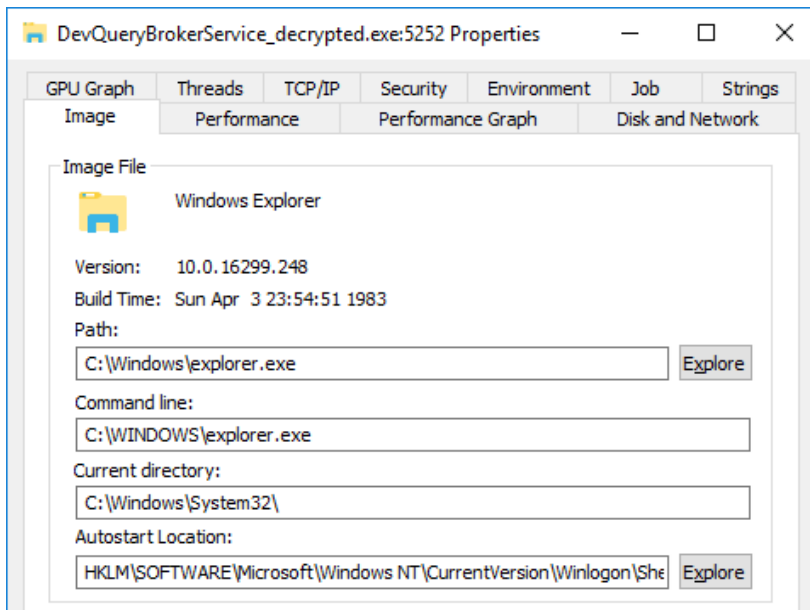 DevQueryBrokerService_decrypted.exe:5252 Properties
GPU Graph Threads TCP/IP Security Environment Job Strings
Image Performance Performance Graph Disk and Network
Image File
Windows Explorer
Version: 10.0.16299.248
Build Time: Sun Apr 3 23:54:51 1983
Path:
C:\Windows\explorer.exe Explore
Command line:
C:\WINDOWS\explorer.exe
Current directory:
C:\Windows\System32\
Autostart Location:
HKLM\SOFTWARE\Microsoft\Windows NT\CurrentVersion\Winlogon\She Explore